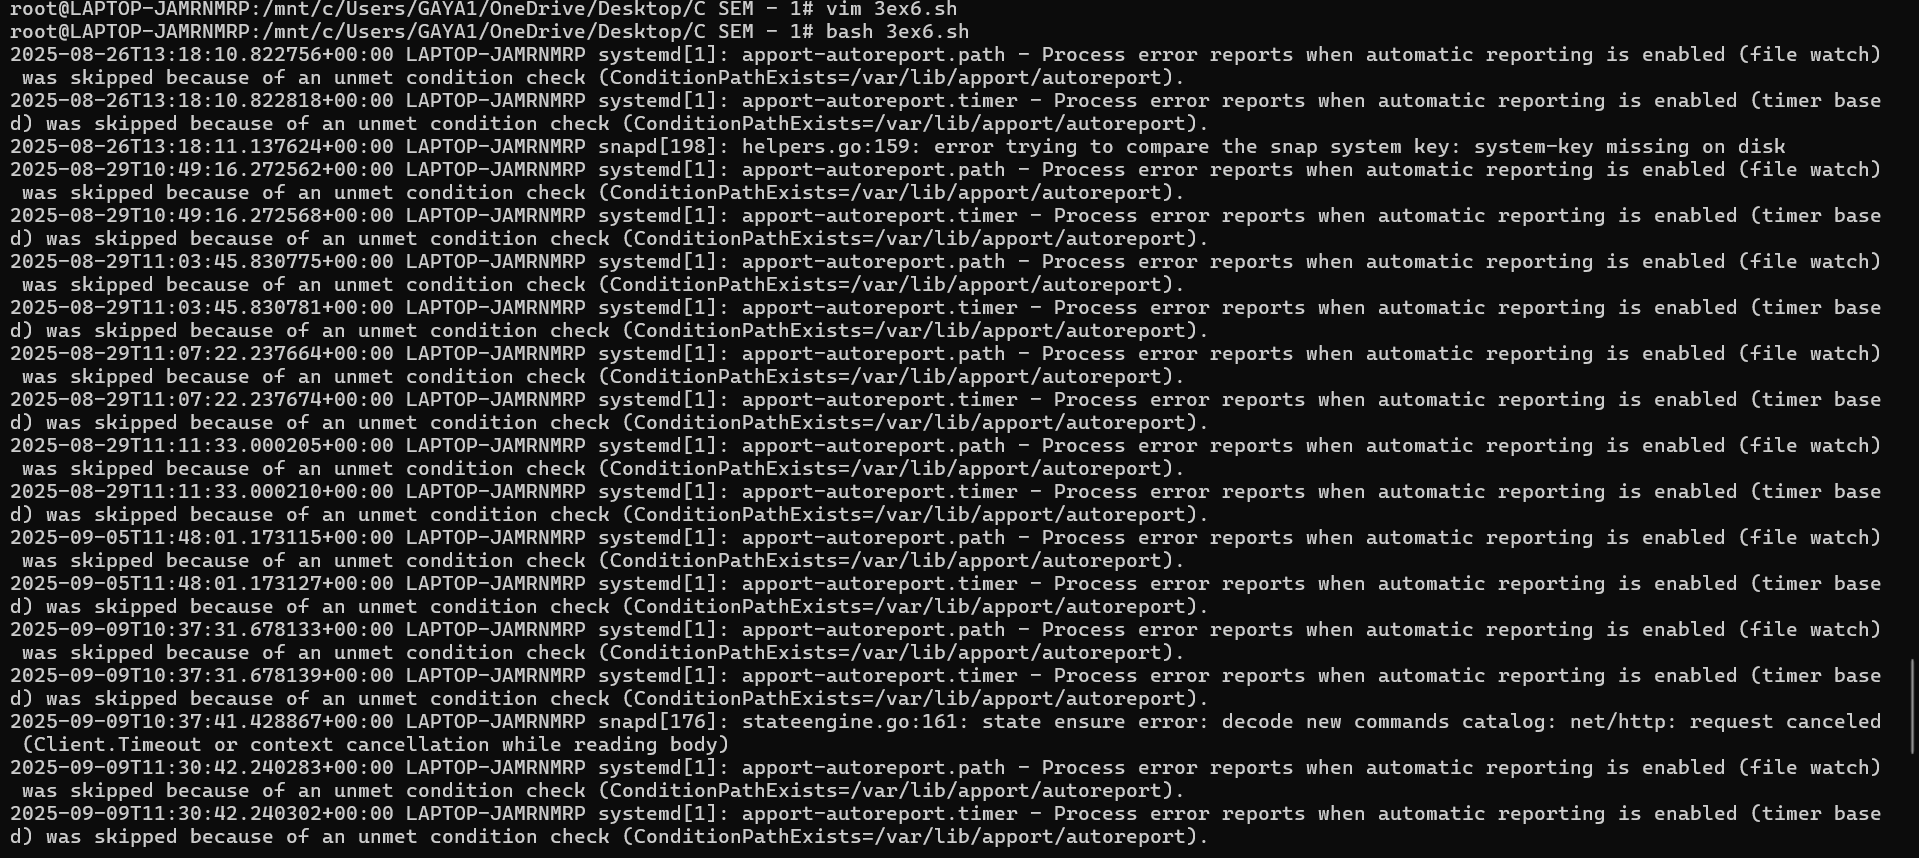 root@LAPTOP-JAMRNMRP:/mnt/c/Users/GAYA1/OneDrive/Desktop/C SEM - 1# vim 3ex6.sh
root@LAPTOP-JAMRNMRP:/mnt/c/Users/GAYA1/OneDrive/Desktop/C SEM - 1# bash 3ex6.sh
2025-08-26T13:18:10.822756+00:00 LAPTOP-JAMRNMRP systemd[1]: apport-autoreport.path - Process error reports when automatic reporting is enabled (file watch)
 was skipped because of an unmet condition check (ConditionPathExists=/var/lib/apport/autoreport).
2025-08-26T13:18:10.822818+00:00 LAPTOP-JAMRNMRP systemd[1]: apport-autoreport.timer - Process error reports when automatic reporting is enabled (timer base
d) was skipped because of an unmet condition check (ConditionPathExists=/var/lib/apport/autoreport).
2025-08-26T13:18:11.137624+00:00 LAPTOP-JAMRNMRP snapd[198]: helpers.go:159: error trying to compare the snap system key: system-key missing on disk
2025-08-29T10:49:16.272562+00:00 LAPTOP-JAMRNMRP systemd[1]: apport-autoreport.path - Process error reports when automatic reporting is enabled (file watch)
 was skipped because of an unmet condition check (ConditionPathExists=/var/lib/apport/autoreport).
2025-08-29T10:49:16.272568+00:00 LAPTOP-JAMRNMRP systemd[1]: apport-autoreport.timer - Process error reports when automatic reporting is enabled (timer base
d) was skipped because of an unmet condition check (ConditionPathExists=/var/lib/apport/autoreport).
2025-08-29T11:03:45.830775+00:00 LAPTOP-JAMRNMRP systemd[1]: apport-autoreport.path - Process error reports when automatic reporting is enabled (file watch)
 was skipped because of an unmet condition check (ConditionPathExists=/var/lib/apport/autoreport).
2025-08-29T11:03:45.830781+00:00 LAPTOP-JAMRNMRP systemd[1]: apport-autoreport.timer - Process error reports when automatic reporting is enabled (timer base
d) was skipped because of an unmet condition check (ConditionPathExists=/var/lib/apport/autoreport).
2025-08-29T11:07:22.237664+00:00 LAPTOP-JAMRNMRP systemd[1]: apport-autoreport.path - Process error reports when automatic reporting is enabled (file watch)
 was skipped because of an unmet condition check (ConditionPathExists=/var/lib/apport/autoreport).
2025-08-29T11:07:22.237674+00:00 LAPTOP-JAMRNMRP systemd[1]: apport-autoreport.timer - Process error reports when automatic reporting is enabled (timer base
d) was skipped because of an unmet condition check (ConditionPathExists=/var/lib/apport/autoreport).
2025-08-29T11:11:33.000205+00:00 LAPTOP-JAMRNMRP systemd[1]: apport-autoreport.path - Process error reports when automatic reporting is enabled (file watch)
 was skipped because of an unmet condition check (ConditionPathExists=/var/lib/apport/autoreport).
2025-08-29T11:11:33.000210+00:00 LAPTOP-JAMRNMRP systemd[1]: apport-autoreport.timer - Process error reports when automatic reporting is enabled (timer base
d) was skipped because of an unmet condition check (ConditionPathExists=/var/lib/apport/autoreport).
2025-09-05T11:48:01.173115+00:00 LAPTOP-JAMRNMRP systemd[1]: apport-autoreport.path - Process error reports when automatic reporting is enabled (file watch)
 was skipped because of an unmet condition check (ConditionPathExists=/var/lib/apport/autoreport).
2025-09-05T11:48:01.173127+00:00 LAPTOP-JAMRNMRP systemd[1]: apport-autoreport.timer - Process error reports when automatic reporting is enabled (timer base
d) was skipped because of an unmet condition check (ConditionPathExists=/var/lib/apport/autoreport).
2025-09-09T10:37:31.678133+00:00 LAPTOP-JAMRNMRP systemd[1]: apport-autoreport.path - Process error reports when automatic reporting is enabled (file watch)
 was skipped because of an unmet condition check (ConditionPathExists=/var/lib/apport/autoreport).
2025-09-09T10:37:31.678139+00:00 LAPTOP-JAMRNMRP systemd[1]: apport-autoreport.timer - Process error reports when automatic reporting is enabled (timer base
d) was skipped because of an unmet condition check (ConditionPathExists=/var/lib/apport/autoreport).
2025-09-09T10:37:41.428867+00:00 LAPTOP-JAMRNMRP snapd[176]: stateengine.go:161: state ensure error: decode new commands catalog: net/http: request canceled
 (Client.Timeout or context cancellation while reading body)
2025-09-09T11:30:42.240283+00:00 LAPTOP-JAMRNMRP systemd[1]: apport-autoreport.path - Process error reports when automatic reporting is enabled (file watch)
 was skipped because of an unmet condition check (ConditionPathExists=/var/lib/apport/autoreport).
2025-09-09T11:30:42.240302+00:00 LAPTOP-JAMRNMRP systemd[1]: apport-autoreport.timer - Process error reports when automatic reporting is enabled (timer base
d) was skipped because of an unmet condition check (ConditionPathExists=/var/lib/apport/autoreport).